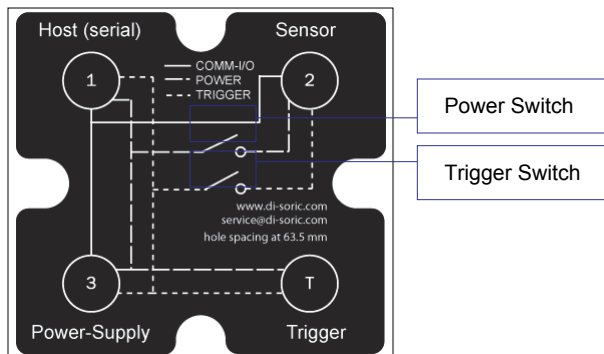 Host (serial)
Sensor
1
COMM-I/O
POWER
TRIGGER
2
Power Switch
Trigger Switch
www.di-soric.com
service@di-soric.com
hole spacing at 63.5 mm
3
T
Power-Supply
Trigger